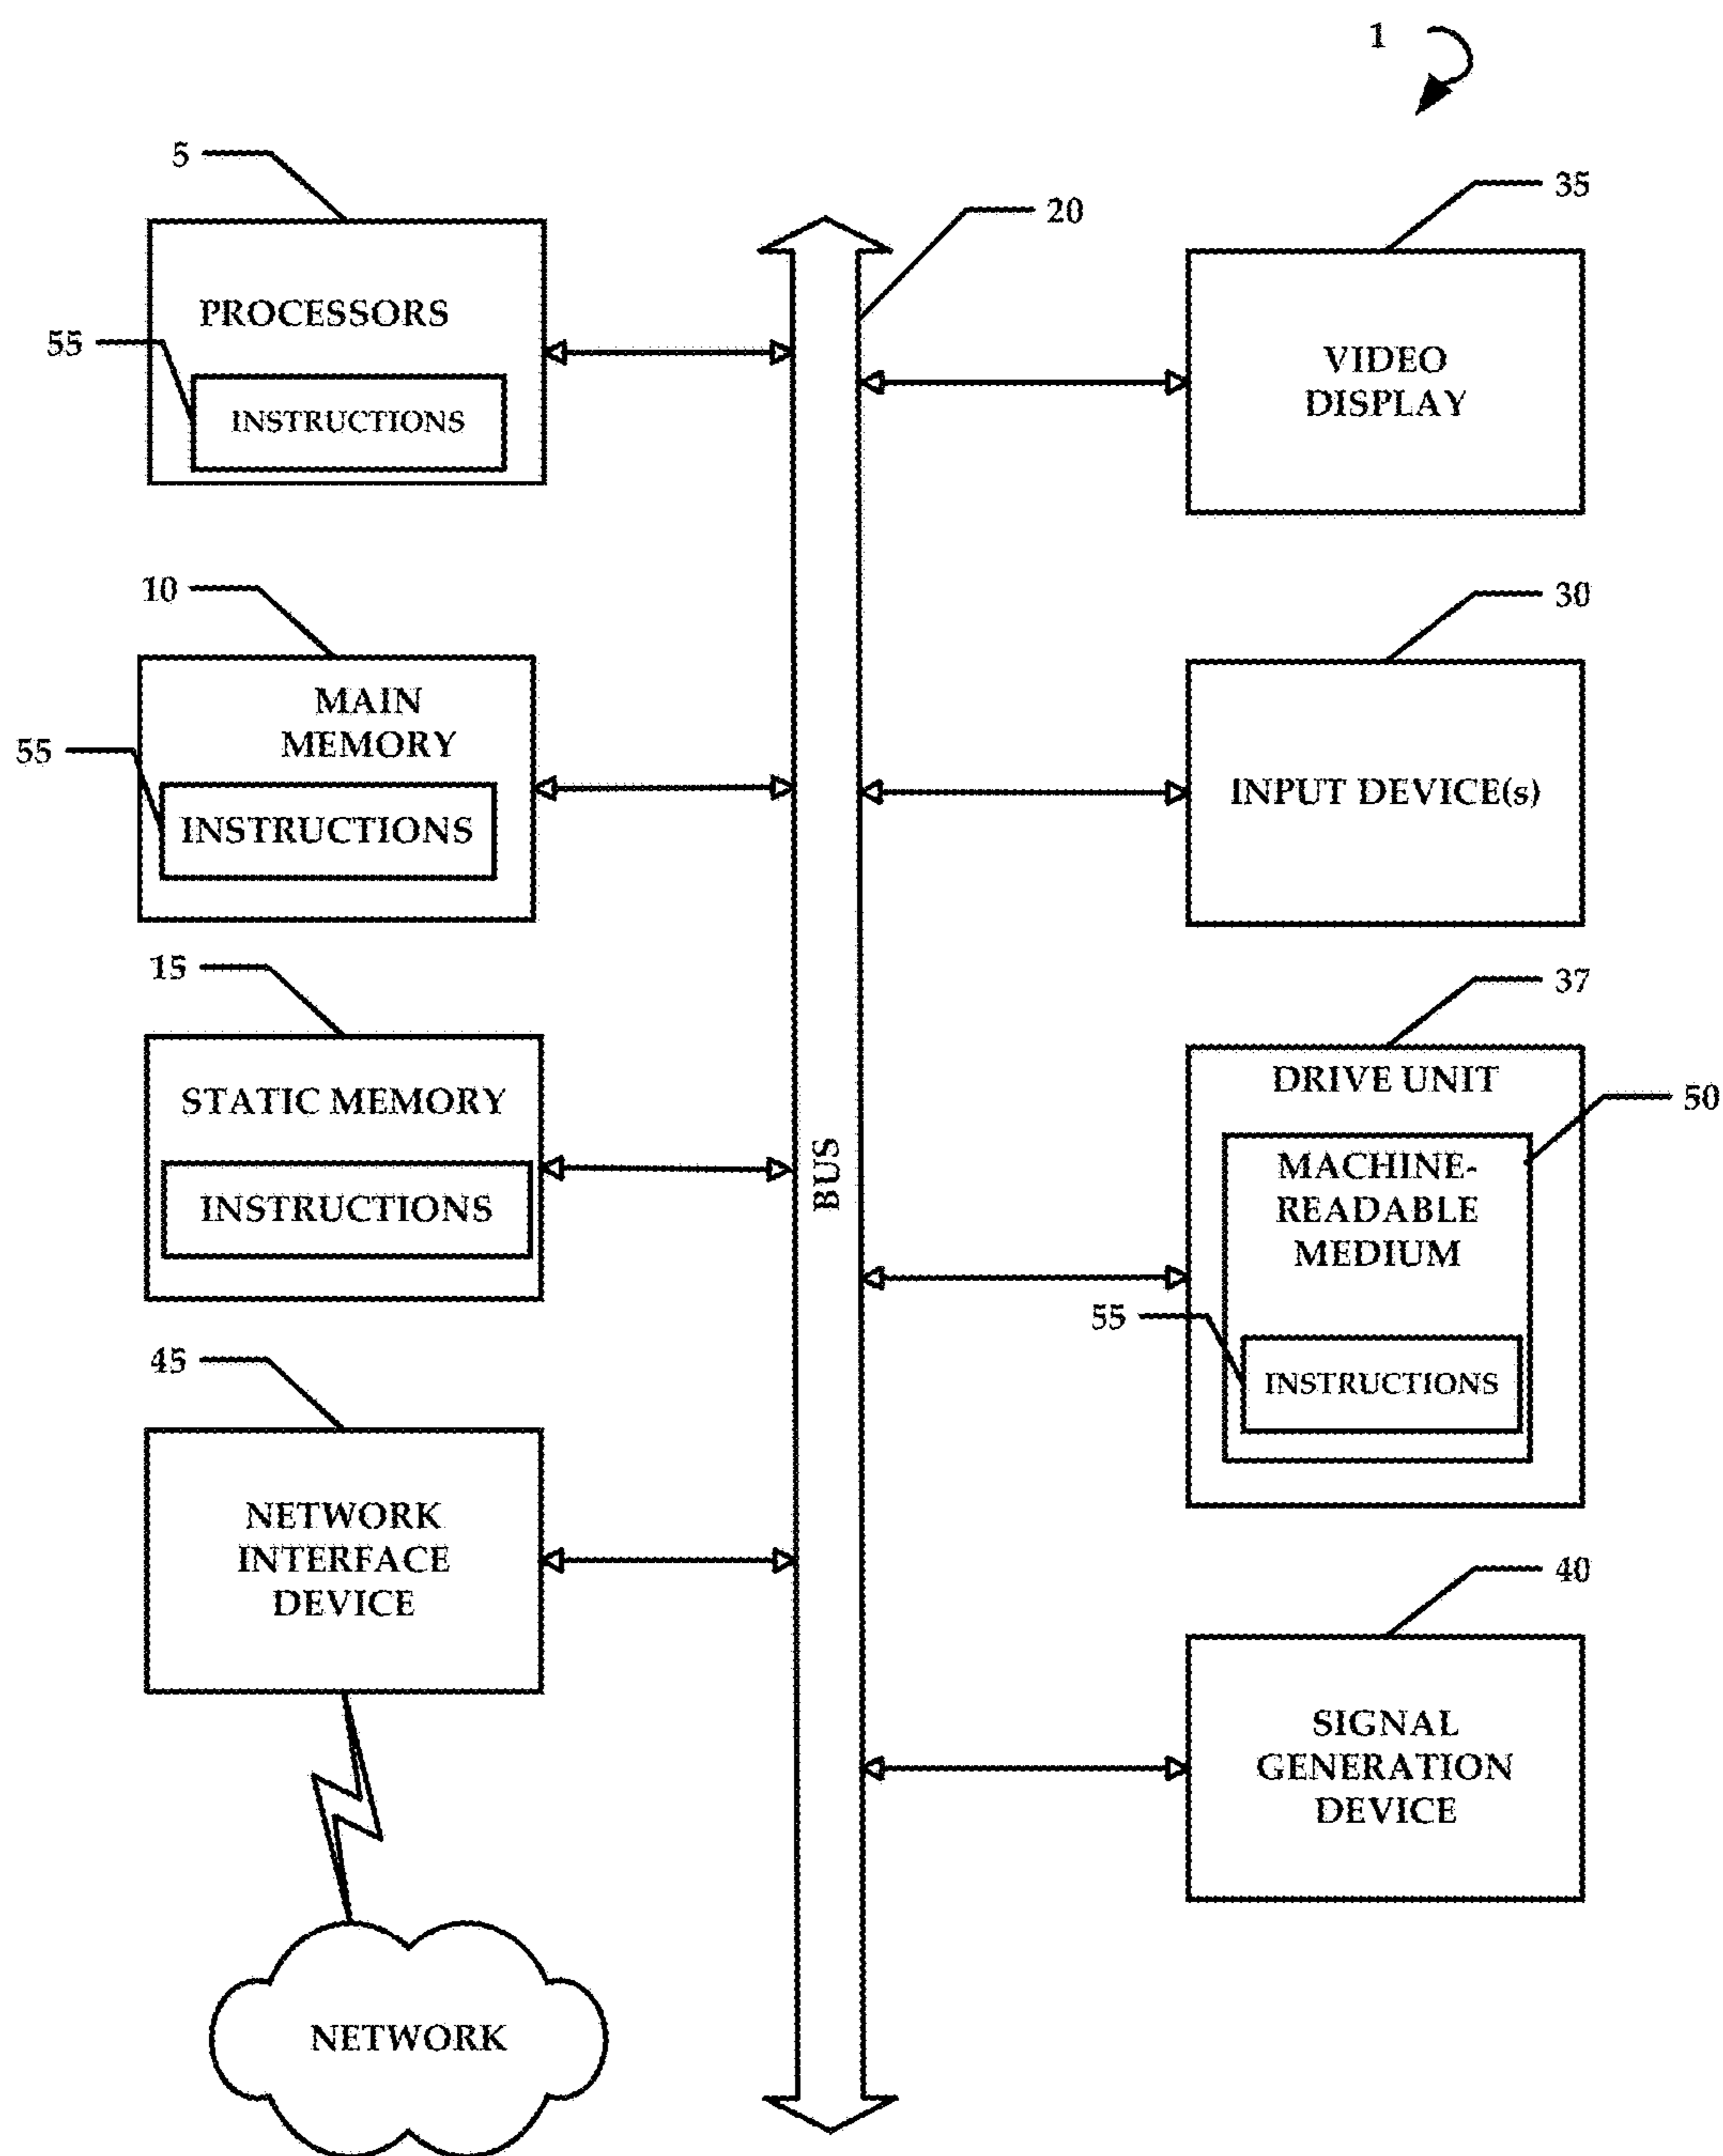 1
5
PROCESSORS
55
INSTRUCTIONS
10
MAIN
MEMORY
55
INSTRUCTIONS
15
STATIC MEMORY
INSTRUCTIONS
45
NETWORK
INTERFACE
DEVICE
NETWORK
20
BUS
35
VIDEO
DISPLAY
30
INPUT DEVICE(s)
37
DRIVE UNIT
50
MACHINE-
READABLE
MEDIUM
55
INSTRUCTIONS
40
SIGNAL
GENERATION
DEVICE